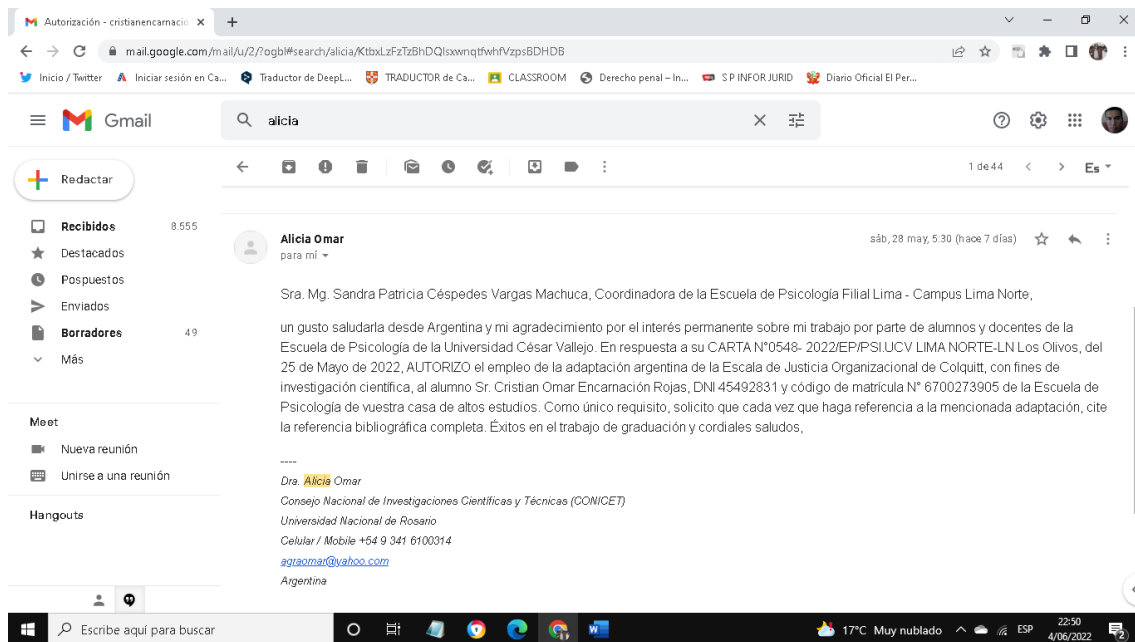 Autorización - cristianencarnacio
mail.google.com/mail/u/2/?ogbl#search/alicia/KtbxLzFzTzBhDQlsxwnqtfwhfVzpsBDHDB
Inicio / Twitter Iniciar sesión en Ca... Traductor de DeepL... TRADUCTOR de Ca... CLASSROOM Derecho penal – In... S P INFOR JURID Diario Oficial El Per...
Gmail
alicia
Redactar
1 de 44
Es
Recibidos 8.555
Destacados
Pospuestos
Enviados
Borradores 49
Más
Meet
Nueva reunión
Unirse a una reunión
Hangouts
Alicia Omar
sáb, 28 may, 5:30 (hace 7 días)
para mí
Sra. Mg. Sandra Patricia Céspedes Vargas Machuca, Coordinadora de la Escuela de Psicología Filial Lima - Campus Lima Norte,
un gusto saludarla desde Argentina y mi agradecimiento por el interés permanente sobre mi trabajo por parte de alumnos y docentes de la
Escuela de Psicología de la Universidad César Vallejo. En respuesta a su CARTA N°0548- 2022/EP/PSI.UCV LIMA NORTE-LN Los Olivos, del
25 de Mayo de 2022, AUTORIZO el empleo de la adaptación argentina de la Escala de Justicia Organizacional de Colquitt, con fines de
investigación científica, al alumno Sr. Cristian Omar Encarnación Rojas, DNI 45492831 y código de matrícula N° 6700273905 de la Escuela de
Psicología de vuestra casa de altos estudios. Como único requisito, solicito que cada vez que haga referencia a la mencionada adaptación, cite
la referencia bibliográfica completa. Éxitos en el trabajo de graduación y cordiales saludos,
----
Dra. Alicia Omar
Consejo Nacional de Investigaciones Científicas y Técnicas (CONICET)
Universidad Nacional de Rosario
Celular / Mobile +54 9 341 6100314
agraomar@yahoo.com
Argentina
Escribe aquí para buscar
17°C Muy nublado
ESP
22:50
4/06/2022
2